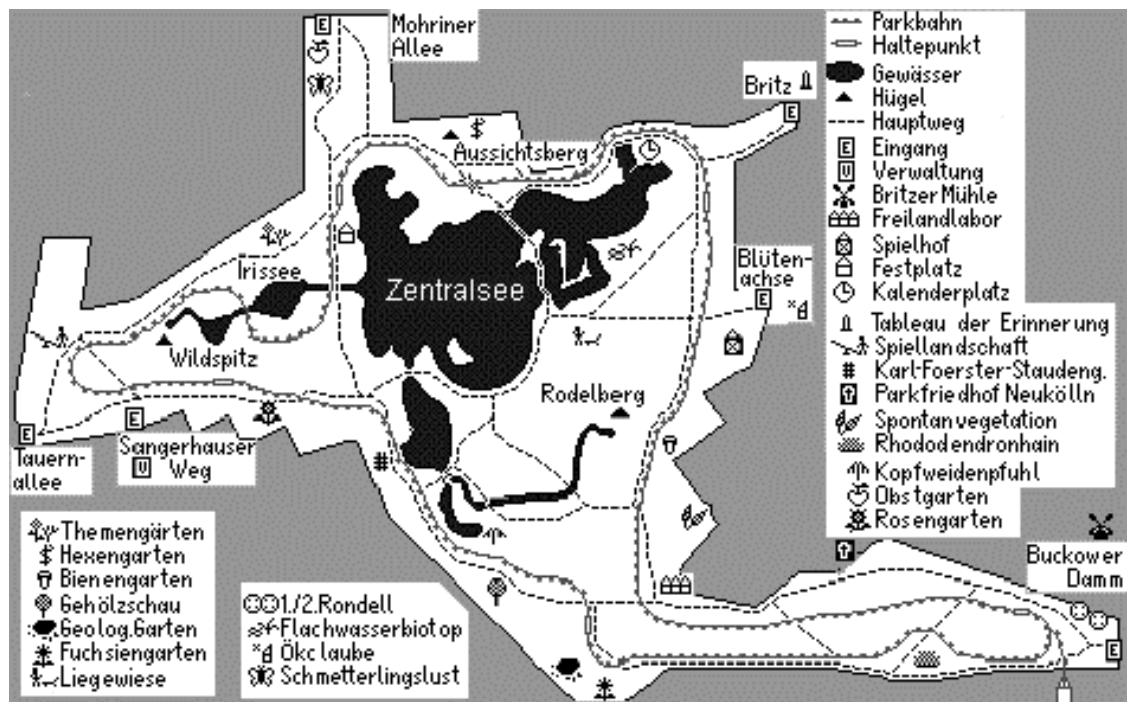 Mohriner
Allee
Britz
Aussichtsberg
Irissee
Zentralsee
Blüten-
achse
Wildspitz
Rodelberg
Tauern-
allee
Sangerhauser
Weg
Buckower
Damm
Parkbahn
Haltepunkt
Gewässer
Hügel
Hauptweg
E Eingang
V Verwaltung
Britzer Mühle
Freilandlabor
Spielhof
Festplatz
Kalenderplatz
Tableau der Erinnerung
Spiellandschaft
Karl-Foerster-Staudeng.
Parkfriedhof Neukölln
Spontanvegetation
Rhododendronhain
Kopfweidenpfuhl
Obstgarten
Rosengarten
Themengärten
Hexengarten
Bienengarten
Gehölzschau
Geolog.Garten
Fuchsiengarten
Liegewiese
1./2.Rondell
Flachwasserbiotop
Ökc laube
Schmetterlingslust